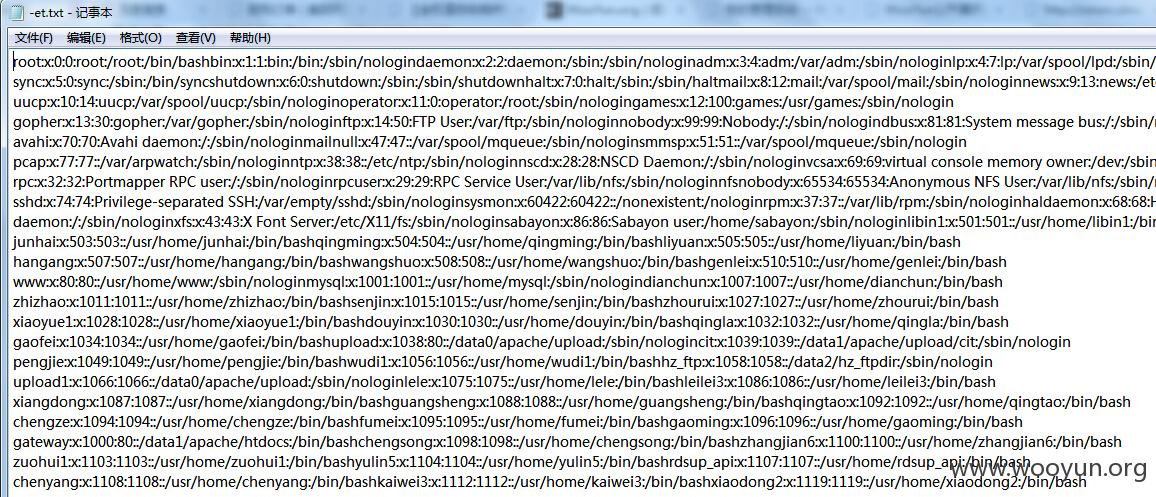 -et.txt - 记事本
文件(F) 编辑(E) 格式(O) 查看(V) 帮助(H)
root:x:0:0:root:/root:/bin/bashbin:x:1:1:bin:/bin:/sbin/nologindaemon:x:2:2:daemon:/sbin:/sbin/nologinadm:x:3:4:adm:/var/adm:/sbin/nologinlp:x:4:7:lp:/var/spool/lpd:/sbin/
sync:x:5:0:sync:/sbin:/bin/syncshutdown:x:6:0:shutdown:/sbin:/sbin/shutdownhalt:x:7:0:halt:/sbin:/sbin/haltmail:x:8:12:mail:/var/spool/mail:/sbin/nologinnews:x:9:13:news:/et
uucp:x:10:14:uucp:/var/spool/uucp:/sbin/nologinoperator:x:11:0:operator:/root:/sbin/nologingames:x:12:100:games:/usr/games:/sbin/nologin
gopher:x:13:30:gopher:/var/gopher:/sbin/nologinftp:x:14:50:FTP User:/var/ftp:/sbin/nologinnobody:x:99:99:Nobody:/:/sbin/nologindbus:x:81:81:System message bus:/:/sbin/n
avahi:x:70:70:Avahi daemon:/:/sbin/nologinmailnull:x:47:47::/var/spool/mqueue:/sbin/nologinsmmsp:x:51:51::/var/spool/mqueue:/sbin/nologin
pcap:x:77:77::/var/arpwatch:/sbin/nologinntp:x:38:38::/etc/ntp:/sbin/nologinnscd:x:28:28:NSCD Daemon:/:/sbin/nologinvcsa:x:69:69:virtual console memory owner:/dev:/sbin
rpc:x:32:32:Portmapper RPC user:/:/sbin/nologinrpcuser:x:29:29:RPC Service User:/var/lib/nfs:/sbin/nologinnfsnobody:x:65534:65534:Anonymous NFS User:/var/lib/nfs:/sbin/n
sshd:x:74:74:Privilege-separated SSH:/var/empty/sshd:/sbin/nologinsysmon:x:60422:60422::/nonexistent:/nologinrpm:x:37:37::/var/lib/rpm:/sbin/nologinhaldaemon:x:68:68:H
daemon:/:/sbin/nologinxfs:x:43:43:X Font Server:/etc/X11/fs:/sbin/nologinsabayon:x:86:86:Sabayon user:/home/sabayon:/sbin/nologinlibin1:x:501:501::/usr/home/libin1:/bin
junhai:x:503:503::/usr/home/junhai:/bin/bashqingming:x:504:504::/usr/home/qingming:/bin/bashliyuan:x:505:505::/usr/home/liyuan:/bin/bash
hangang:x:507:507::/usr/home/hangang:/bin/bashwangshuo:x:508:508::/usr/home/wangshuo:/bin/bashgenlei:x:510:510::/usr/home/genlei:/bin/bash
www:x:80:80::/usr/home/www:/sbin/nologinmysql:x:1001:1001::/usr/home/mysql:/sbin/nologindianchun:x:1007:1007::/usr/home/dianchun:/bin/bash
zhizhao:x:1011:1011::/usr/home/zhizhao:/bin/bashsenjin:x:1015:1015::/usr/home/senjin:/bin/bashzhourui:x:1027:1027::/usr/home/zhourui:/bin/bash
xiaoyue1:x:1028:1028::/usr/home/xiaoyue1:/bin/bashdouyin:x:1030:1030::/usr/home/douyin:/bin/bashqingla:x:1032:1032::/usr/home/qingla:/bin/bash
gaofei:x:1034:1034::/usr/home/gaofei:/bin/bashupload:x:1038:80::/data0/apache/upload:/sbin/nologincit:x:1039:1039::/data1/apache/upload/cit:/sbin/nologin
pengjie:x:1049:1049::/usr/home/pengjie:/bin/bashwudi1:x:1056:1056::/usr/home/wudi1:/bin/bashhz_ftp:x:1058:1058::/data2/hz_ftpdir:/sbin/nologin
upload1:x:1066:1066::/data0/apache/upload:/sbin/nologinlele:x:1075:1075::/usr/home/lele:/bin/bashleilei3:x:1086:1086::/usr/home/leilei3:/bin/bash
xiangdong:x:1087:1087::/usr/home/xiangdong:/bin/bashguangsheng:x:1088:1088::/usr/home/guangsheng:/bin/bashqingtao:x:1092:1092::/usr/home/qingtao:/bin/bash
chengze:x:1094:1094::/usr/home/chengze:/bin/bashfumei:x:1095:1095::/usr/home/fumei:/bin/bashgaoming:x:1096:1096::/usr/home/gaoming:/bin/bash
gateway:x:1000:80::/data1/apache/htdocs:/bin/bashchengsong:x:1098:1098::/usr/home/chengsong:/bin/bashzhangjian6:x:1100:1100::/usr/home/zhangjian6:/bin/bash
zuohui1:x:1103:1103::/usr/home/zuohui1:/bin/bashyulin5:x:1104:1104::/usr/home/yulin5:/bin/bashrdsup_api:x:1107:1107::/usr/home/rdsup_api:/bin/bash
chenyang:x:1108:1108::/usr/home/chenyang:/bin/bashkaiwei3:x:1112:1112::/usr/home/kaiwei3:/bin/bashxiaodong2:x:1119:1119::/usr/home/xiaodong2:/bin/bash
www.wooyun.org